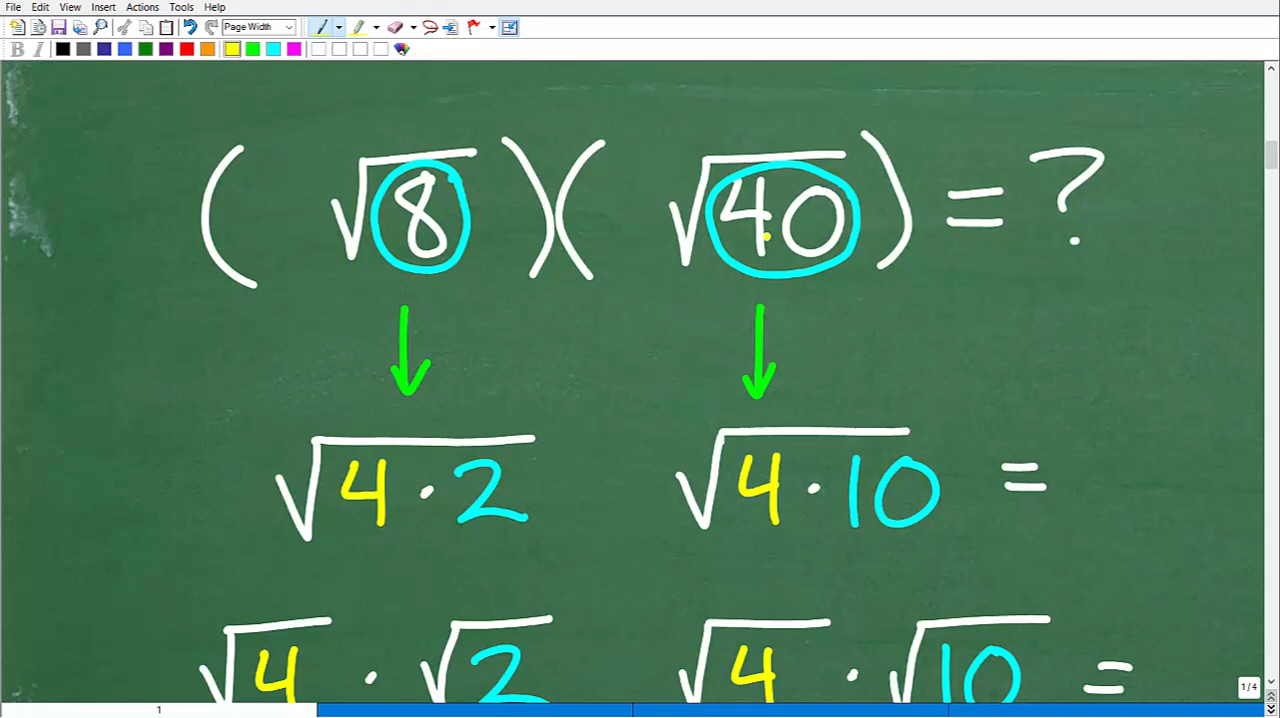 File Edit View Insert Actions Tools Help
Page Width
B I
(√8)(√40) = ?
√4·2 √4·10 =
√4 · √2 √4 · √10 =
1/4
1